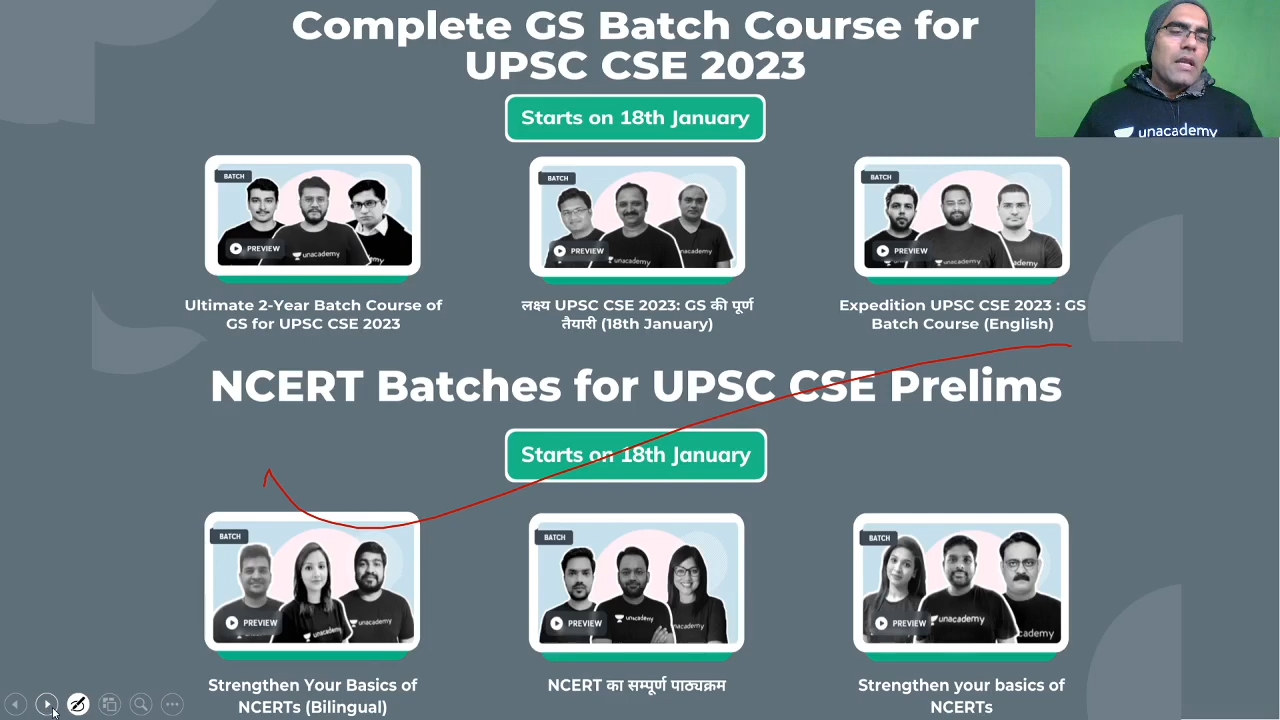 Complete GS Batch Course for
UPSC CSE 2023
Starts on 18th January
unacademy
BATCH
PREVIEW
unacademy
BATCH
PREVIEW
unacademy
BATCH
PREVIEW
unacademy
Ultimate 2-Year Batch Course of
GS for UPSC CSE 2023
लक्ष्य UPSC CSE 2023: GS की पूर्ण
तैयारी (18th January)
Expedition UPSC CSE 2023 : GS
Batch Course (English)
NCERT Batches for UPSC CSE Prelims
Starts on 18th January
BATCH
PREVIEW
unacademy
unacademy
BATCH
PREVIEW
unacademy
unacademy
BATCH
PREVIEW
unacademy
cademy
Strengthen Your Basics of
NCERTs (Bilingual)
NCERT का सम्पूर्ण पाठ्यक्रम
Strengthen your basics of
NCERTs